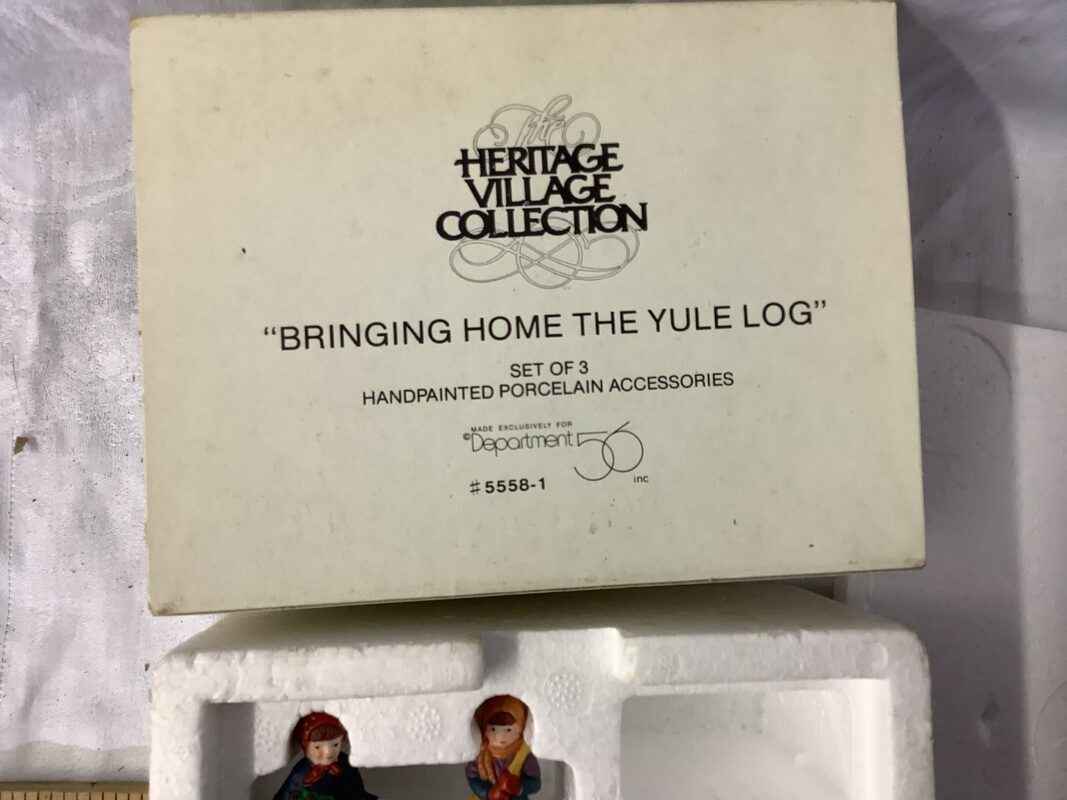 The
HERITAGE
VILLAGE
COLLECTION
“BRINGING HOME THE YULE LOG”
SET OF 3
HANDPAINTED PORCELAIN ACCESSORIES
MADE EXCLUSIVELY FOR
©Department 56 inc
#5558-1